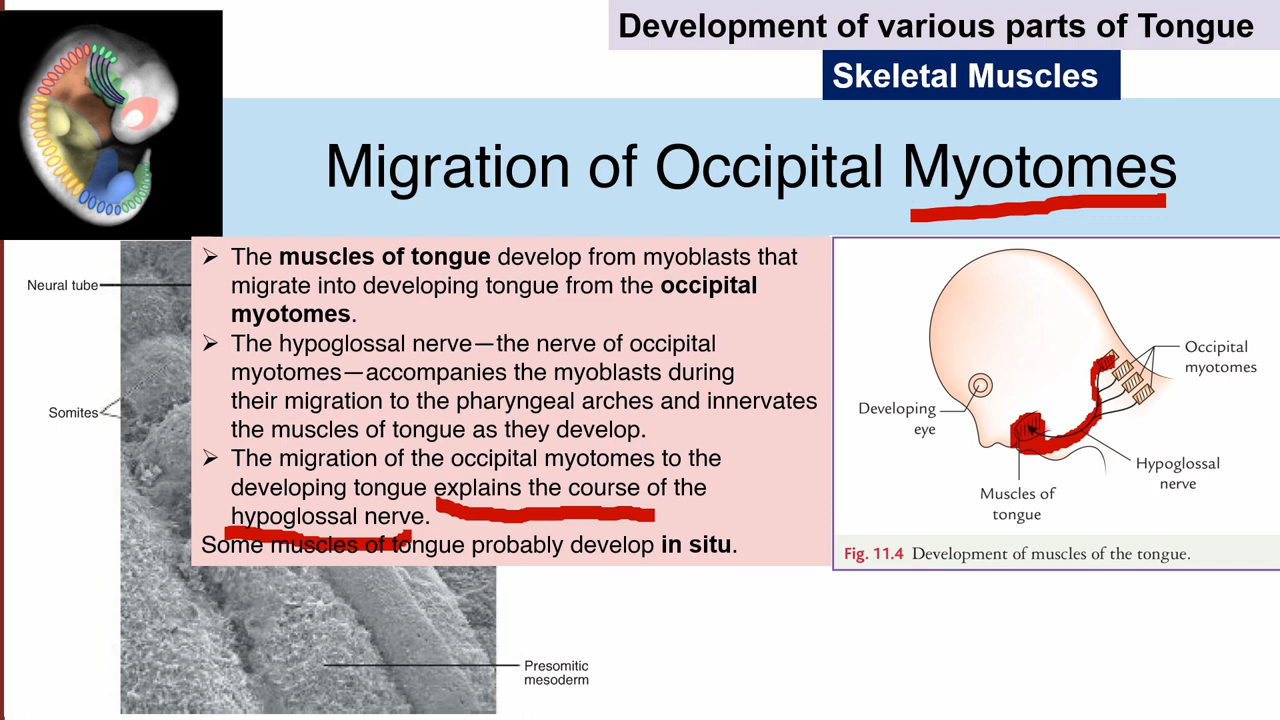 Development of various parts of Tongue
Skeletal Muscles
Migration of Occipital Myotomes
Neural tube
Somites
➢ The muscles of tongue develop from myoblasts that
migrate into developing tongue from the occipital
myotomes.
➢ The hypoglossal nerve—the nerve of occipital
myotomes—accompanies the myoblasts during
their migration to the pharyngeal arches and innervates
the muscles of tongue as they develop.
➢ The migration of the occipital myotomes to the
developing tongue explains the course of the
hypoglossal nerve.
Some muscles of tongue probably develop in situ.
Presomitic
mesoderm
Occipital
myotomes
Developing
eye
Hypoglossal
nerve
Muscles of
tongue
Fig. 11.4 Development of muscles of the tongue.